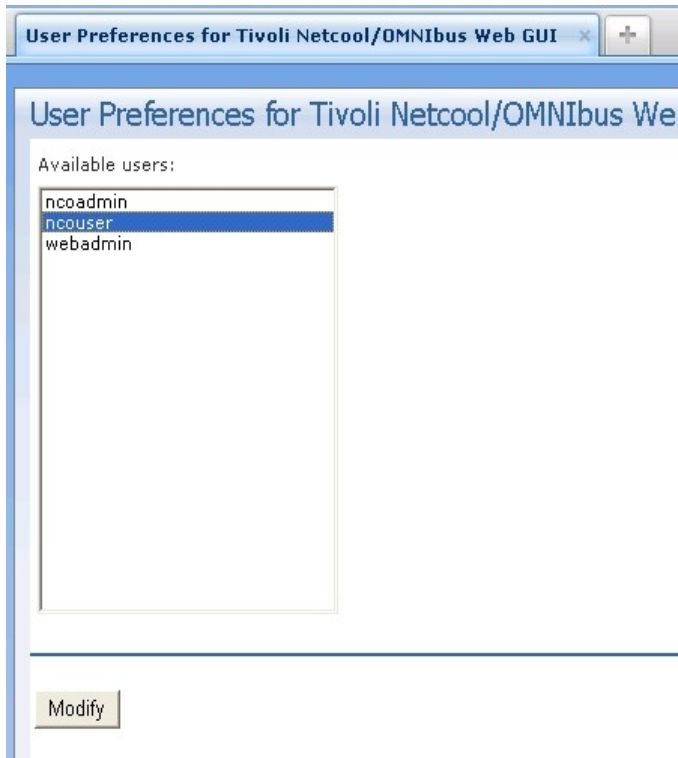 User Preferences for Tivoli Netcool/OMNIbus Web GUI
User Preferences for Tivoli Netcool/OMNIbus We
Available users:
ncoadmin
ncouser
webadmin
Modify